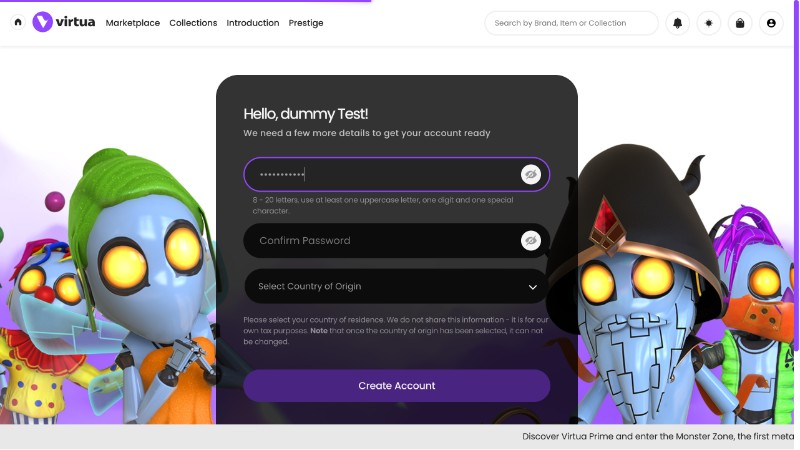 virtua
Marketplace
Collections
Introduction
Prestige
Search by Brand, Item or Collection
Hello, dummy Test!
We need a few more details to get your account ready
•••••••••••
8 - 20 letters, use at least one uppercase letter, one digit and one special
character.
Confirm Password
Select Country of Origin
Please select your country of residence. We do not share this information - it is for our
own tax purposes. Note that once the country of origin has been selected, it can not
be changed.
Create Account
Discover Virtua Prime and enter the Monster Zone, the first meta